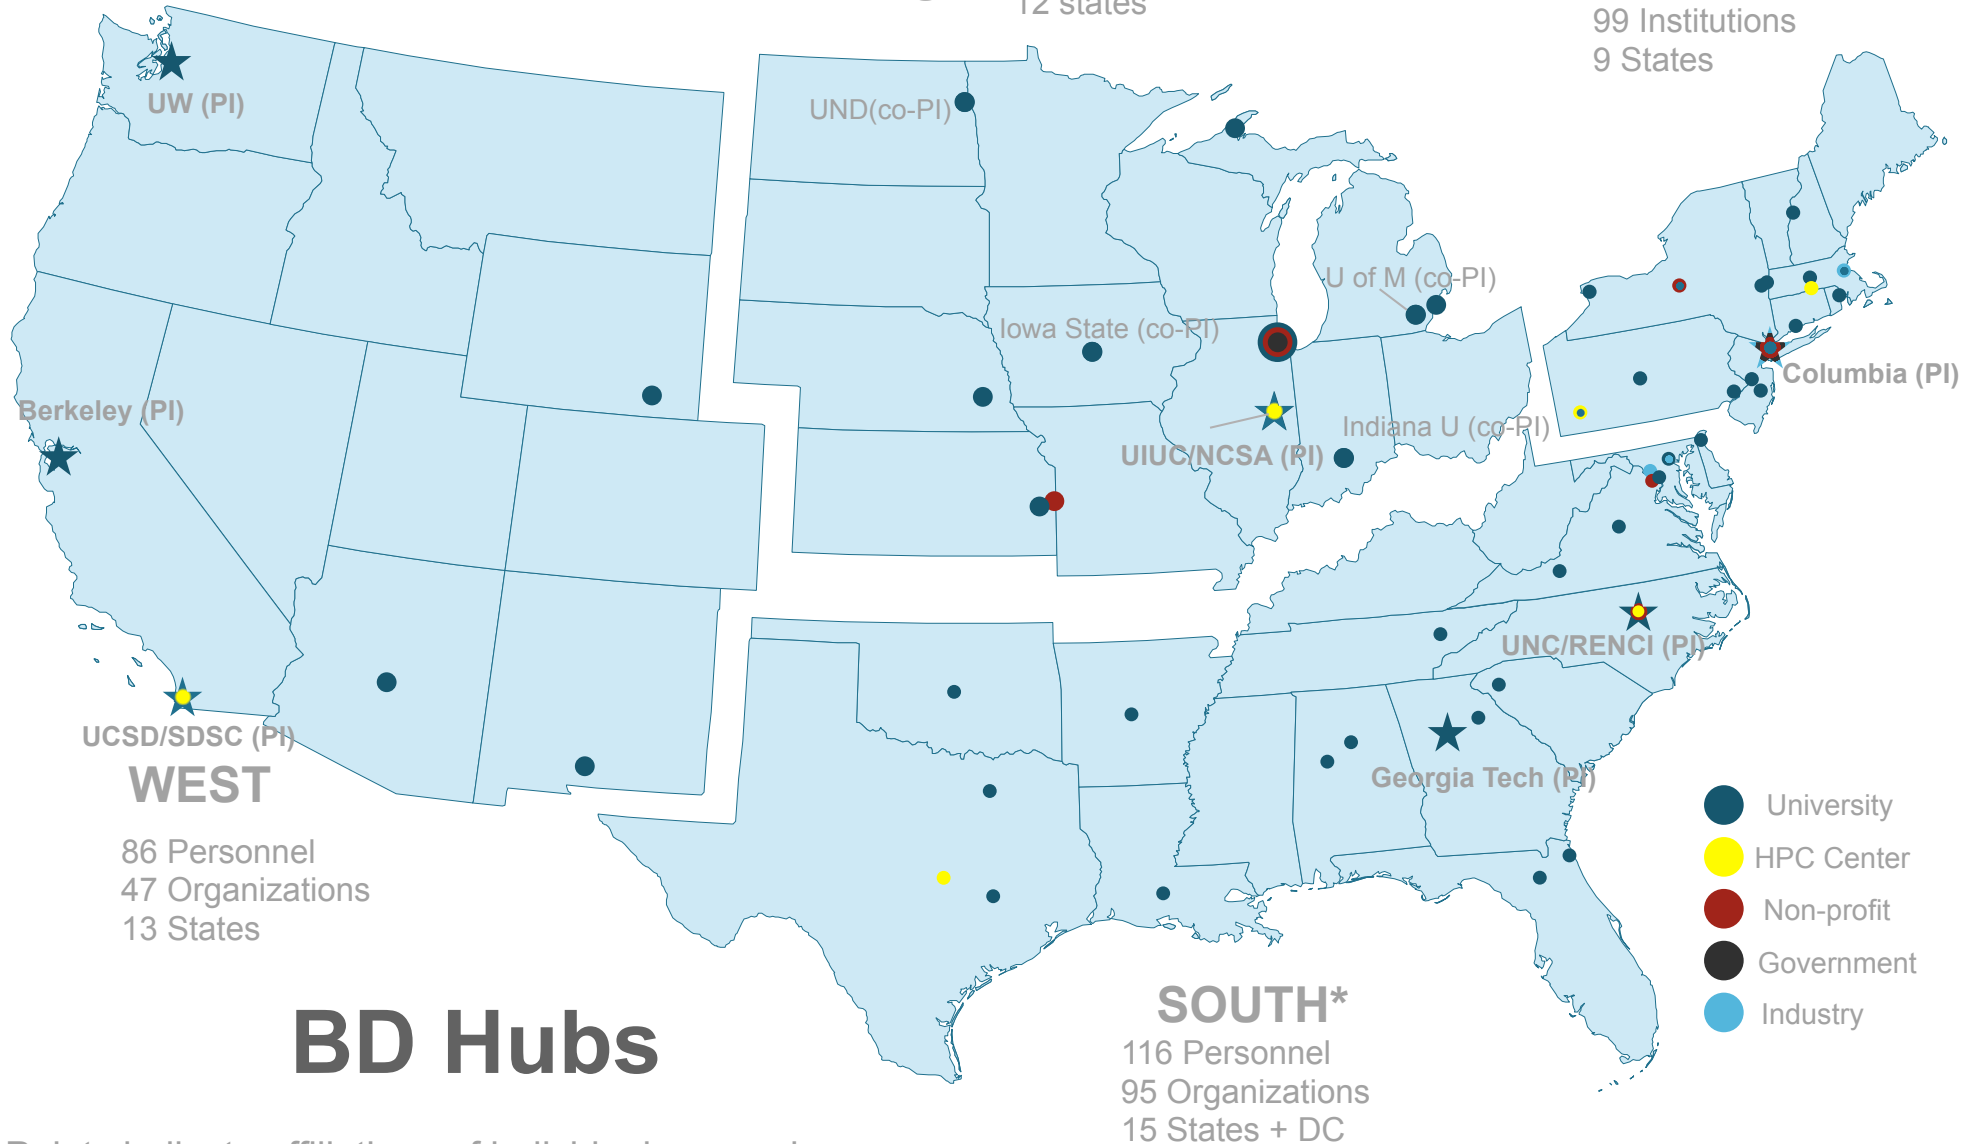 12 states
99 Institutions
9 States
UW (PI)
UND(co-PI)
U of M (co-PI)
Iowa State (co-PI)
Columbia (PI)
Berkeley (PI)
Indiana U (co-PI)
UIUC/NCSA (PI)
UNC/RENCI (PI)
UCSD/SDSC (PI)
WEST
86 Personnel
47 Organizations
13 States
Georgia Tech (PI)
University
HPC Center
Non-profit
Government
Industry
BD Hubs
SOUTH*
116 Personnel
95 Organizations
15 States + DC